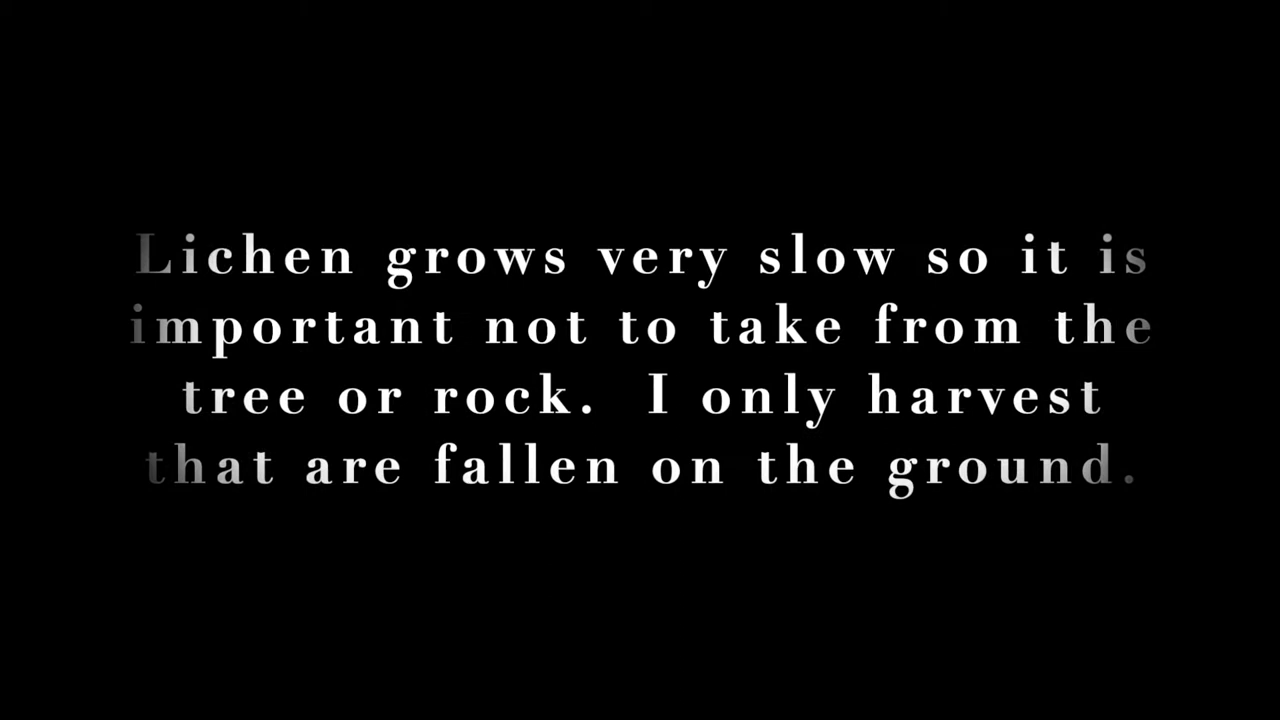 Lichen grows very slow so it is
important not to take from the
tree or rock.  I only harvest
that are fallen on the ground.